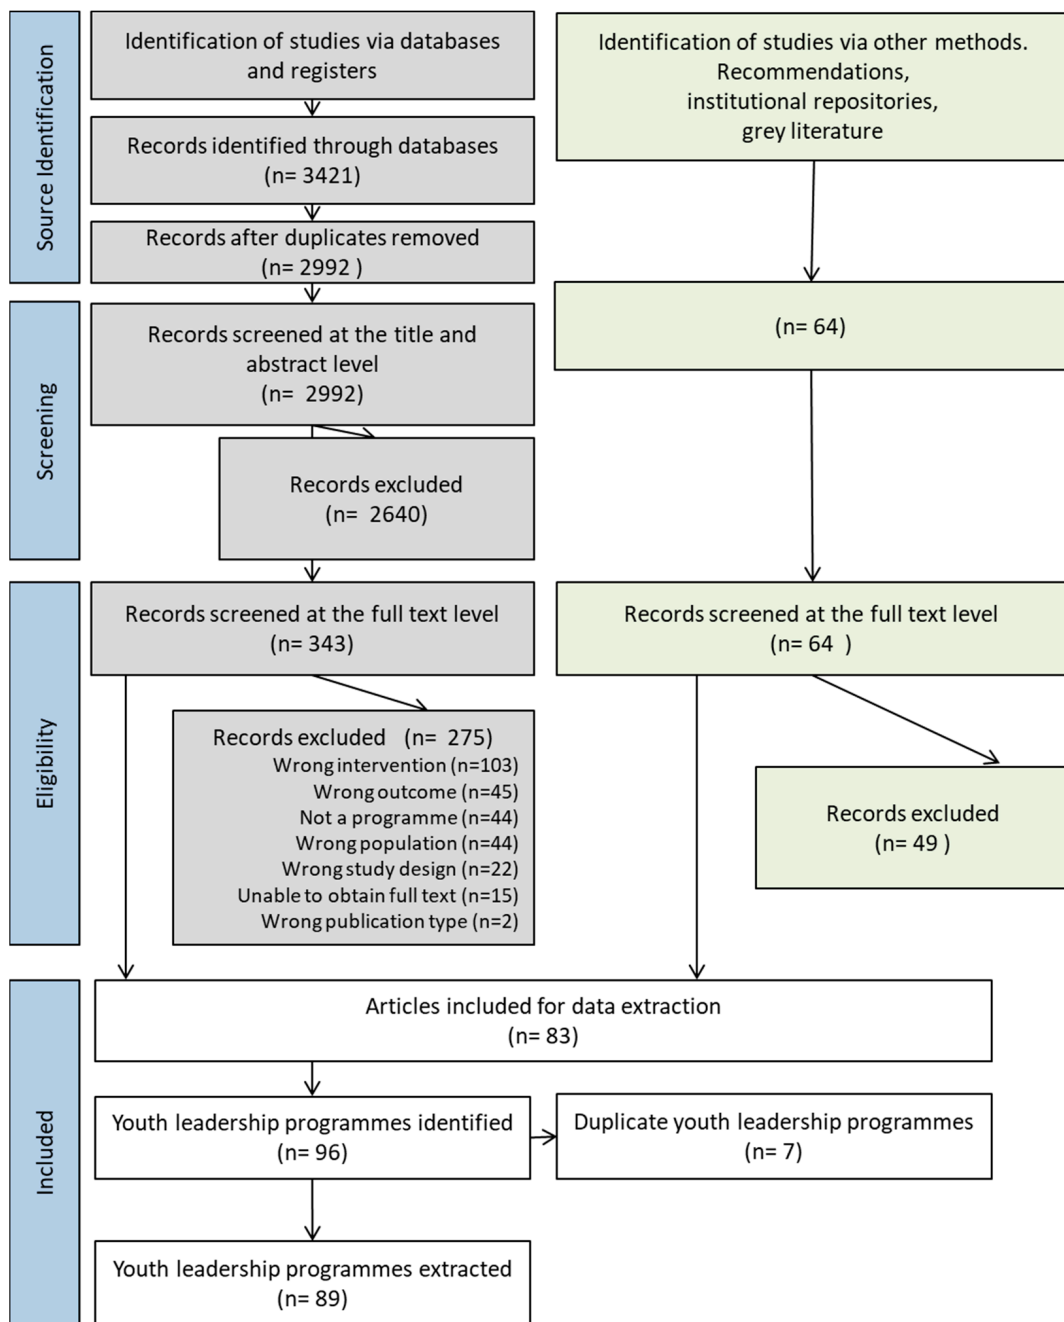 Source Identification
Identification of studies via databases
and registers
Records identified through databases
(n= 3421)
Records after duplicates removed
(n= 2992 )
Identification of studies via other methods.
Recommendations,
institutional repositories,
grey literature
Screening
Records screened at the title and
abstract level
(n=  2992)
Records excluded
(n=  2640)
(n= 64)
Eligibility
Records screened at the full text level
(n= 343)
Records excluded   (n=  275)
Wrong intervention (n=103)
Wrong outcome (n=45)
Not a programme (n=44)
Wrong population (n=44)
Wrong study design (n=22)
Unable to obtain full text (n=15)
Wrong publication type (n=2)
Records screened at the full text level
(n= 64  )
Records excluded
(n= 49 )
Included
Articles included for data extraction
(n= 83)
Youth leadership programmes identified
(n= 96)
Duplicate youth leadership programmes
(n= 7)
Youth leadership programmes extracted
(n= 89)